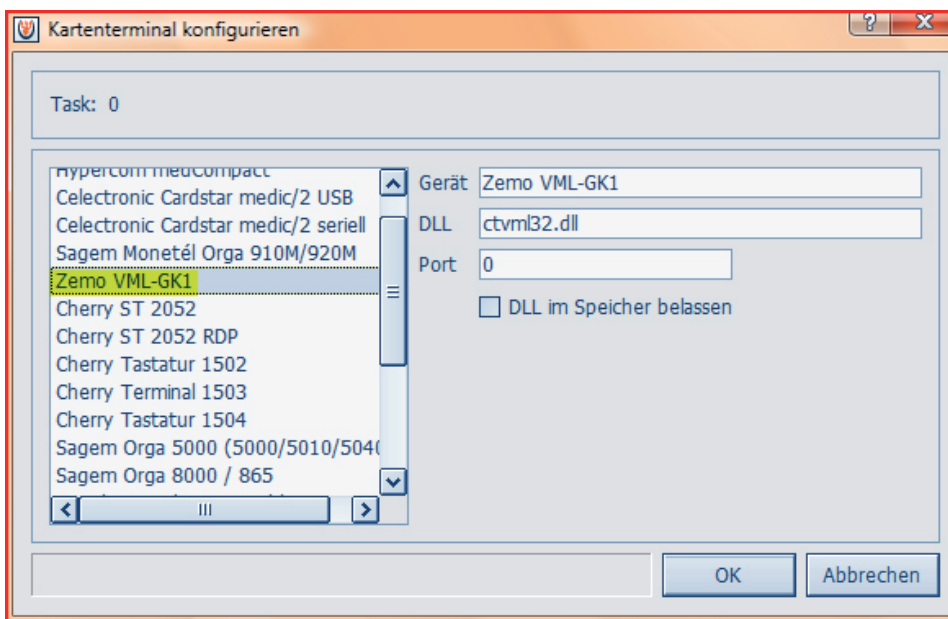 Kartenterminal konfigurieren
Task: 0
Hypercom medCompact
Celectronic Cardstar medic/2 USB
Celectronic Cardstar medic/2 seriell
Sagem Monetél Orga 910M/920M
Zemo VML-GK1
Cherry ST 2052
Cherry ST 2052 RDP
Cherry Tastatur 1502
Cherry Terminal 1503
Cherry Tastatur 1504
Sagem Orga 5000 (5000/5010/504
Sagem Orga 8000 / 865
Gerät Zemo VML-GK1
DLL ctvml32.dll
Port 0
DLL im Speicher belassen
OK
Abbrechen